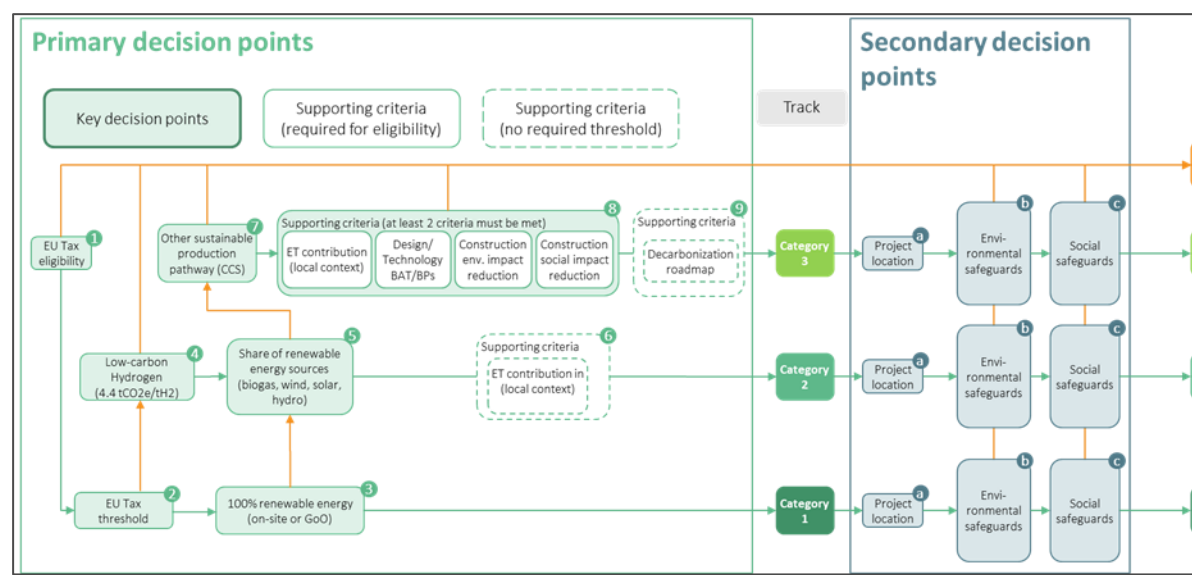 Primary decision points
Secondary decision
points
Key decision points
Supporting criteria
(required for eligibility)
Supporting criteria
(no required threshold)
Track
1
EU Tax
eligibility
7
Other sustainable
production
pathway (CCS)
8
Supporting criteria (at least 2 criteria must be met)
ET contribution
(local context)
Design/
Technology
BAT/BPs
Construction
env. impact
reduction
Construction
social impact
reduction
9
Supporting criteria
Decarbonization
roadmap
Category
3
a
Project
location
b
Envi-
ronmental
safeguards
c
Social
safeguards
4
Low-carbon
Hydrogen
(4.4 tCO2e/tH2)
5
Share of renewable
energy sources
(biogas, wind, solar,
hydro)
6
Supporting criteria
ET contribution in
(local context)
Category
2
a
Project
location
b
Envi-
ronmental
safeguards
c
Social
safeguards
2
EU Tax
threshold
3
100% renewable energy
(on-site or GoO)
Category
1
a
Project
location
b
Envi-
ronmental
safeguards
c
Social
safeguards